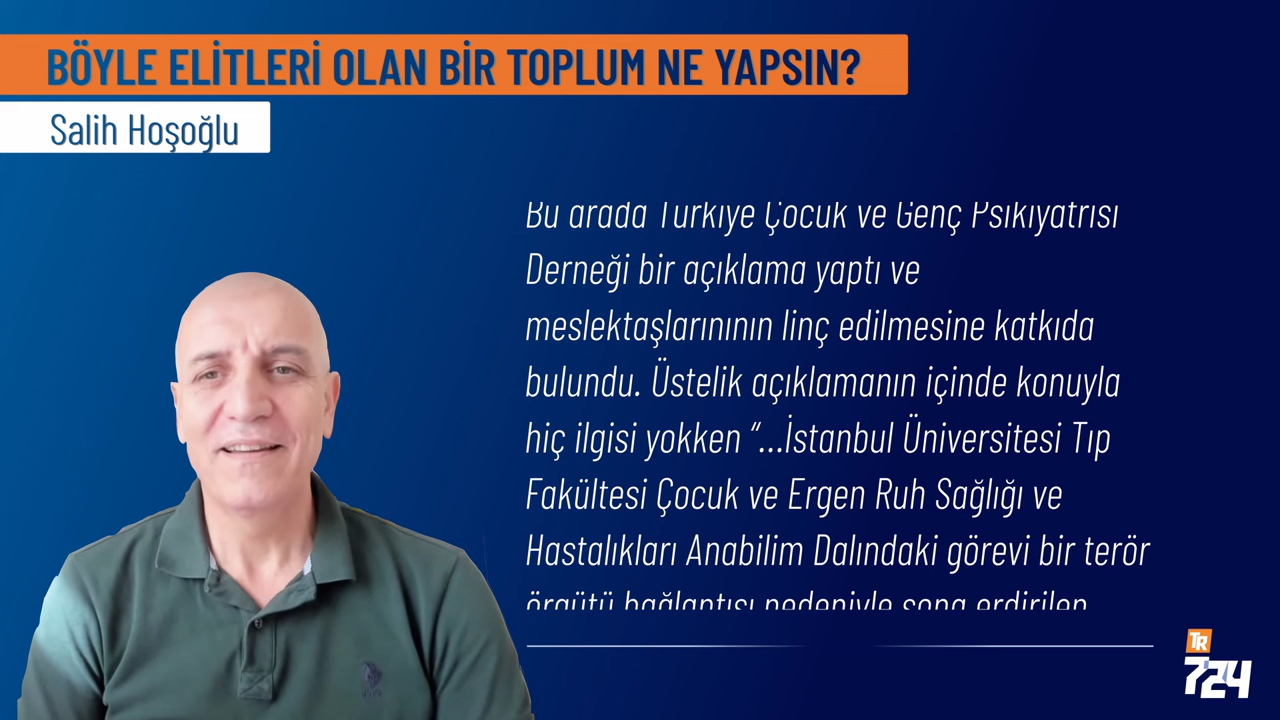 BÖYLE ELİTLERİ OLAN BİR TOPLUM NE YAPSIN?
Salih Hoşoğlu
Bu arada Türkiye Çocuk ve Genç Psikiyatrisi
Derneği bir açıklama yaptı ve
meslektaşlarınının linç edilmesine katkıda
bulundu. Üstelik açıklamanın içinde konuyla
hiç ilgisi yokken “...İstanbul Üniversitesi Tıp
Fakültesi Çocuk ve Ergen Ruh Sağlığı ve
Hastalıkları Anabilim Dalındaki görevi bir terör
örgütü bağlantısı nedeniyle sona erdirilen
TR
724